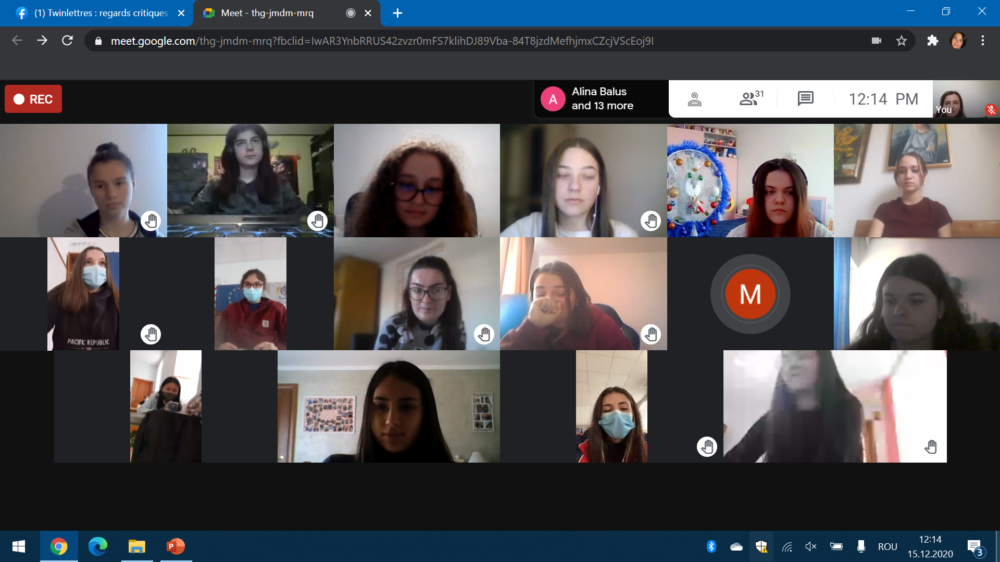 (1) Twinlettres : regards critiques
Meet - thg-jmdm-mrq
meet.google.com/thg-jmdm-mrq?fbclid=IwAR3YnbRRUS42zvzr0mFS7klihDJ89Vba-84T8jzdMefhjmxCZcjVScEoj9I
REC
A
Alina Balus
and 13 more
31
12:14 PM
You
PACIFIC REPUBLIC
M
P
ROU
12:14
15.12.2020
3